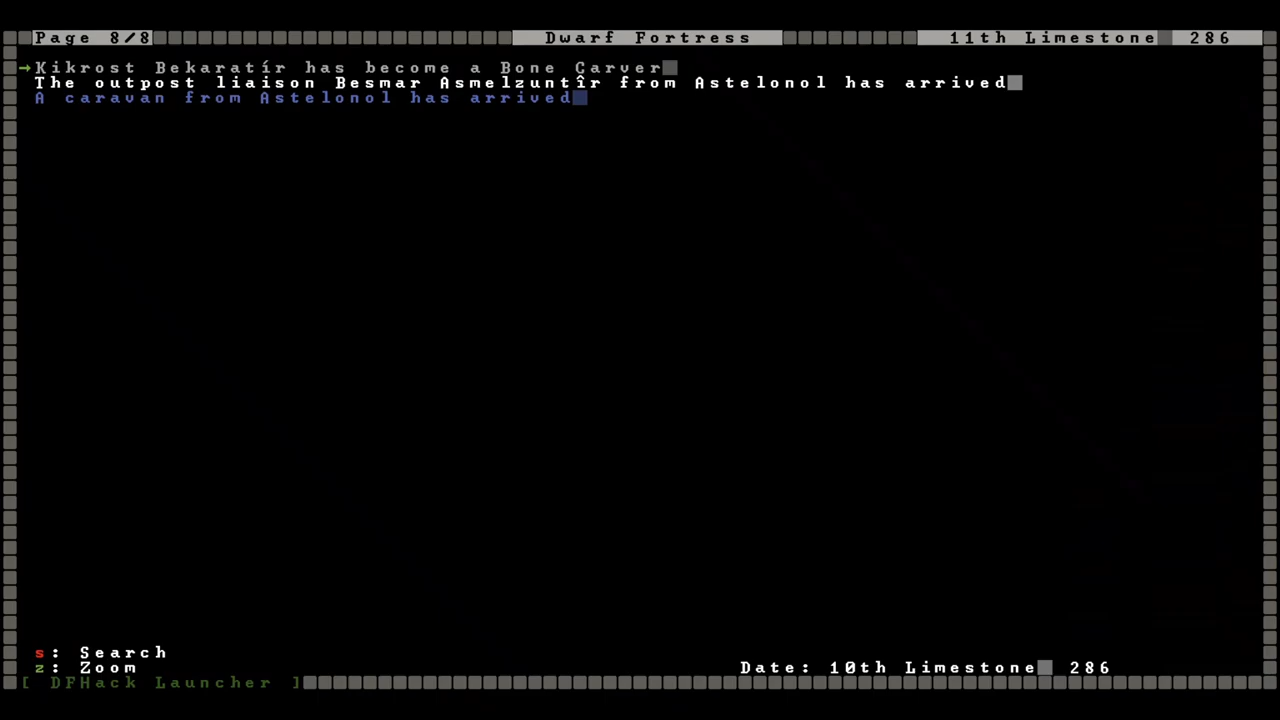 Page 8/8 Dwarf Fortress 11th Limestone 286
→Kikrost Bekaratír has become a Bone Carver
The outpost liaison Besmar Asmelzuntîr from Astelonol has arrived
A caravan from Astelonol has arrived
s: Search
z: Zoom Date: 10th Limestone 286
[ DFHack Launcher ]